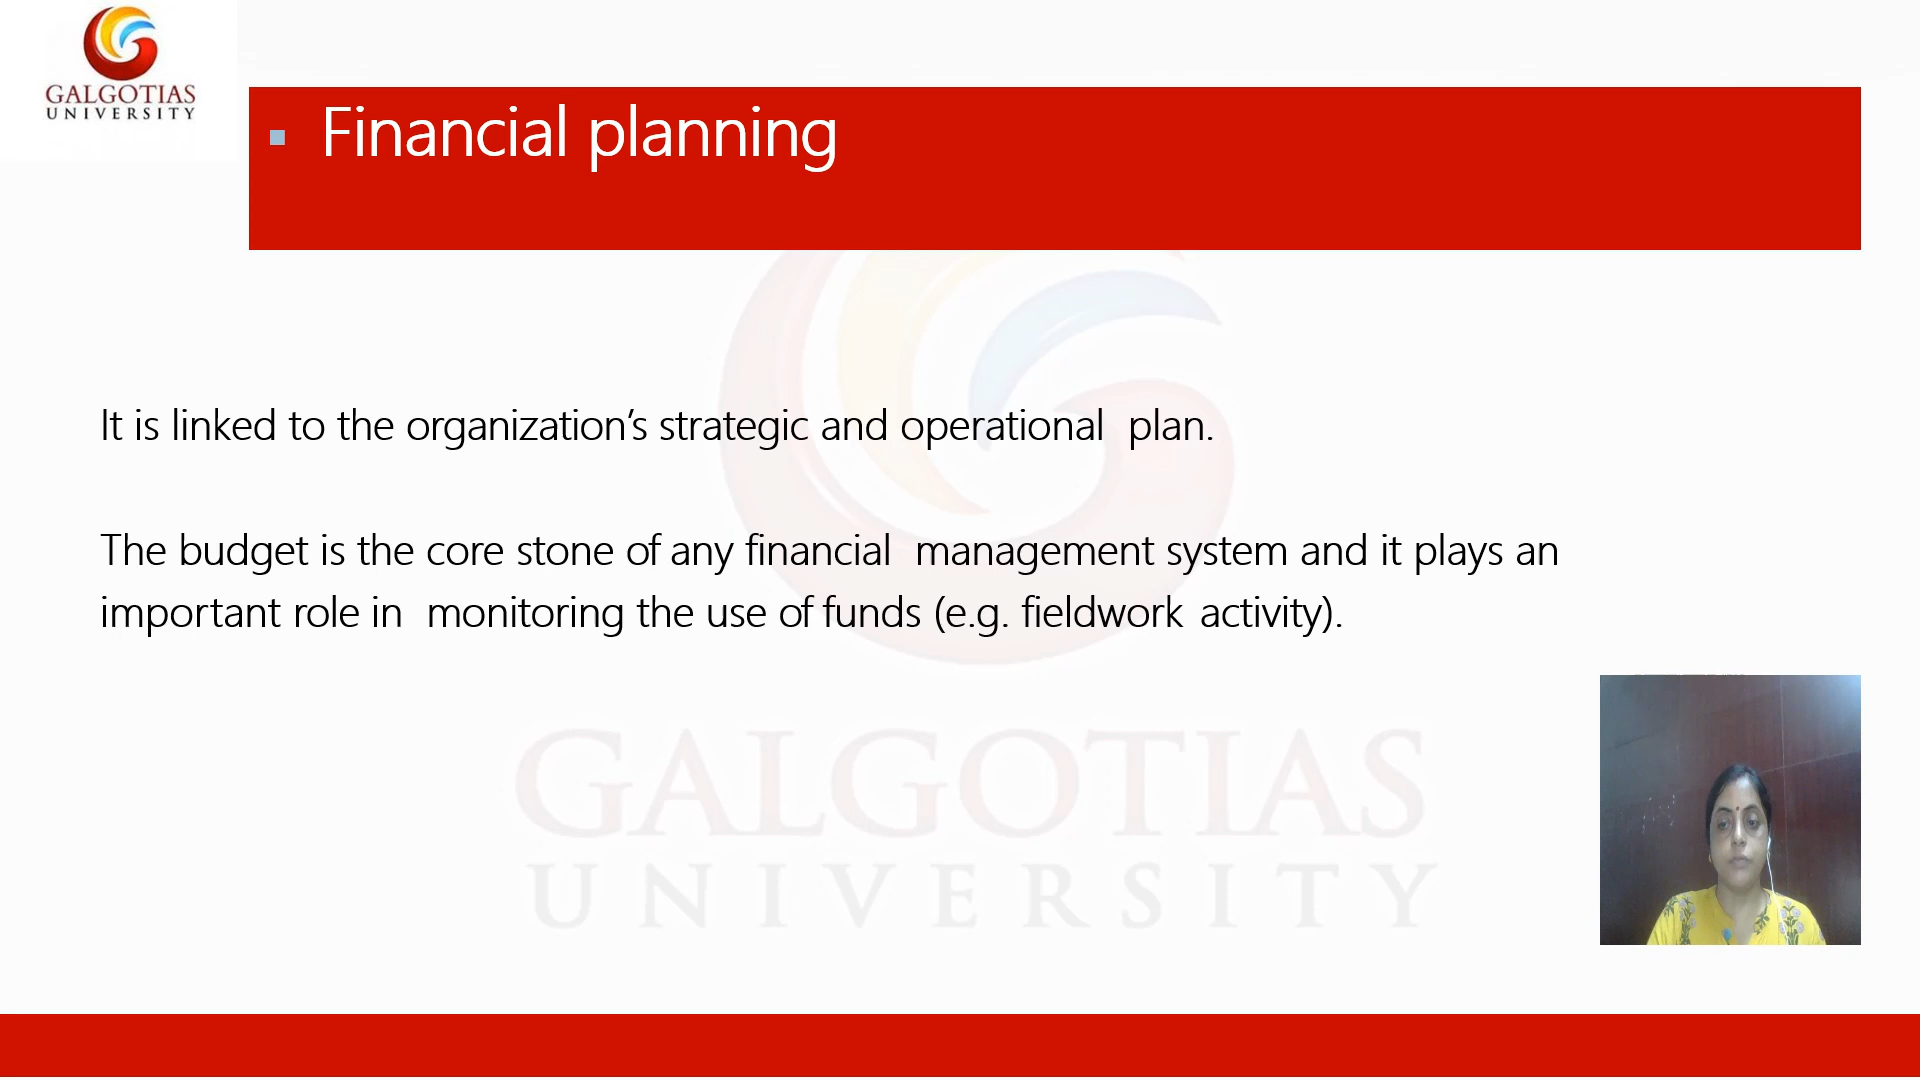 GALGOTIAS
UNIVERSITY
▪ Financial planning
It is linked to the organization’s strategic and operational plan.
The budget is the core stone of any financial management system and it plays an
important role in monitoring the use of funds (e.g. fieldwork activity).
GALGOTIAS
UNIVERSITY